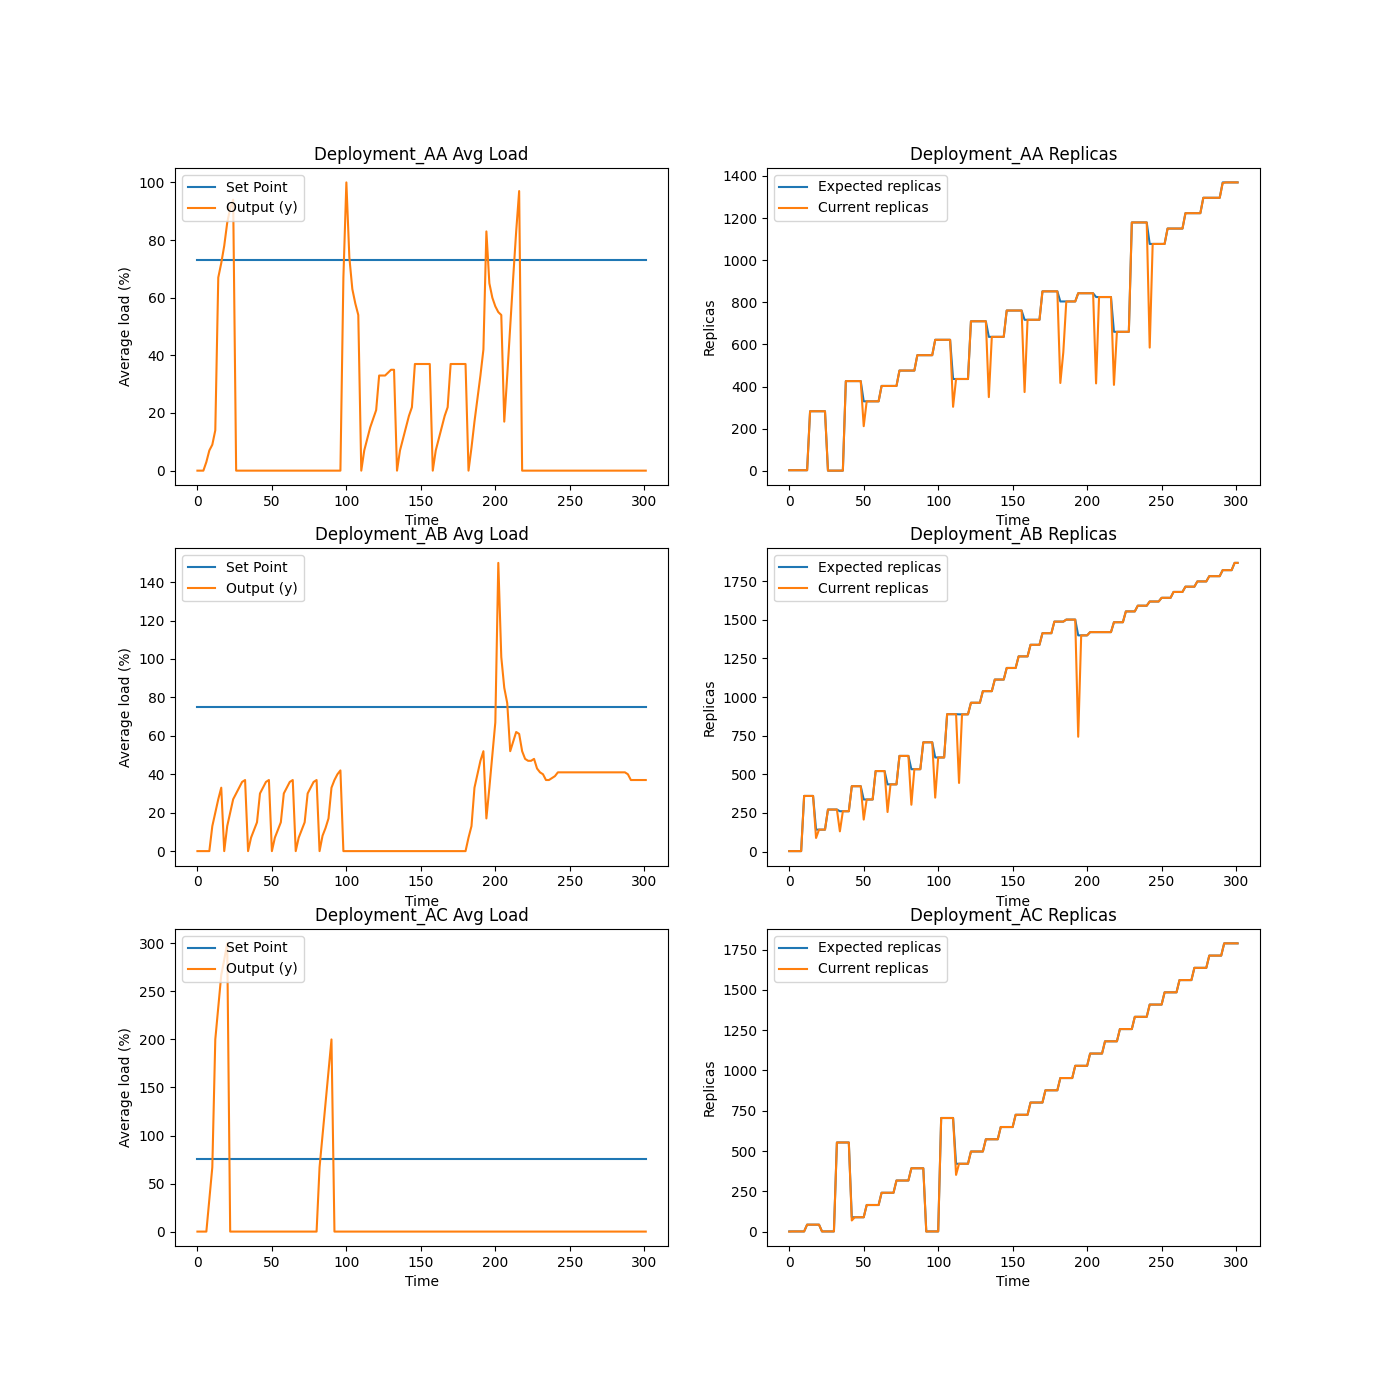 Deployment_AA Avg Load
Set Point
Output (y)
Average load (%)
100
80
60
40
20
0
0 50 100 150 200 250 300
Time
Deployment_AA Replicas
Expected replicas
Current replicas
Replicas
1400
1200
1000
800
600
400
200
0
0 50 100 150 200 250 300
Time
Deployment_AB Avg Load
Set Point
Output (y)
Average load (%)
140
120
100
80
60
40
20
0
0 50 100 150 200 250 300
Time
Deployment_AB Replicas
Expected replicas
Current replicas
Replicas
1750
1500
1250
1000
750
500
250
0
0 50 100 150 200 250 300
Time
Deployment_AC Avg Load
Set Point
Output (y)
Average load (%)
300
250
200
150
100
50
0
0 50 100 150 200 250 300
Time
Deployment_AC Replicas
Expected replicas
Current replicas
Replicas
1750
1500
1250
1000
750
500
250
0
0 50 100 150 200 250 300
Time